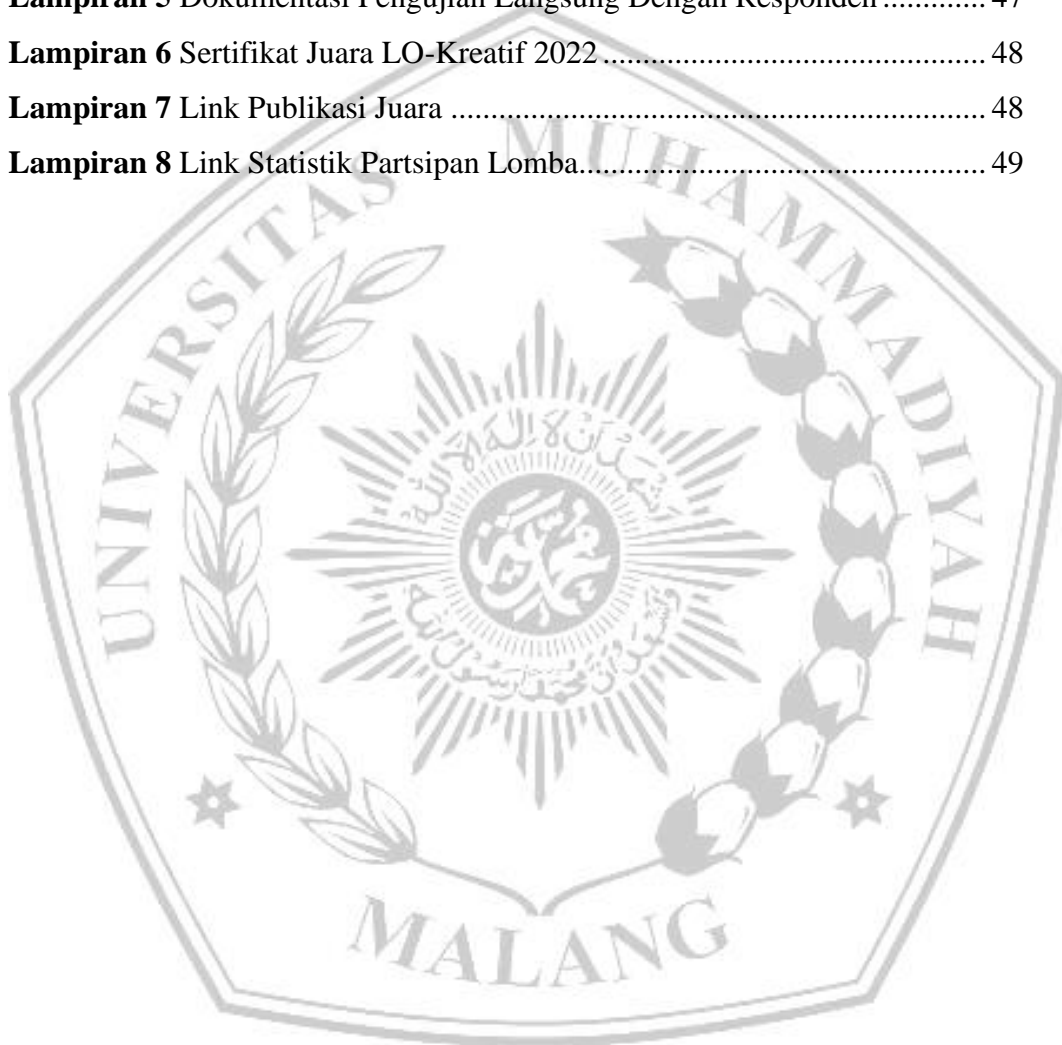 Lampiran 5 Dokumentasi Pengujian Langsung Dengan Responden ............. 47
Lampiran 6 Sertifikat Juara LO-Kreatif 2022 ............................................... 48
Lampiran 7 Link Publikasi Juara .................................................................. 48
Lampiran 8 Link Statistik Partsipan Lomba.................................................. 49
UNIVERSITAS MUHAMMADIYAH
MALANG